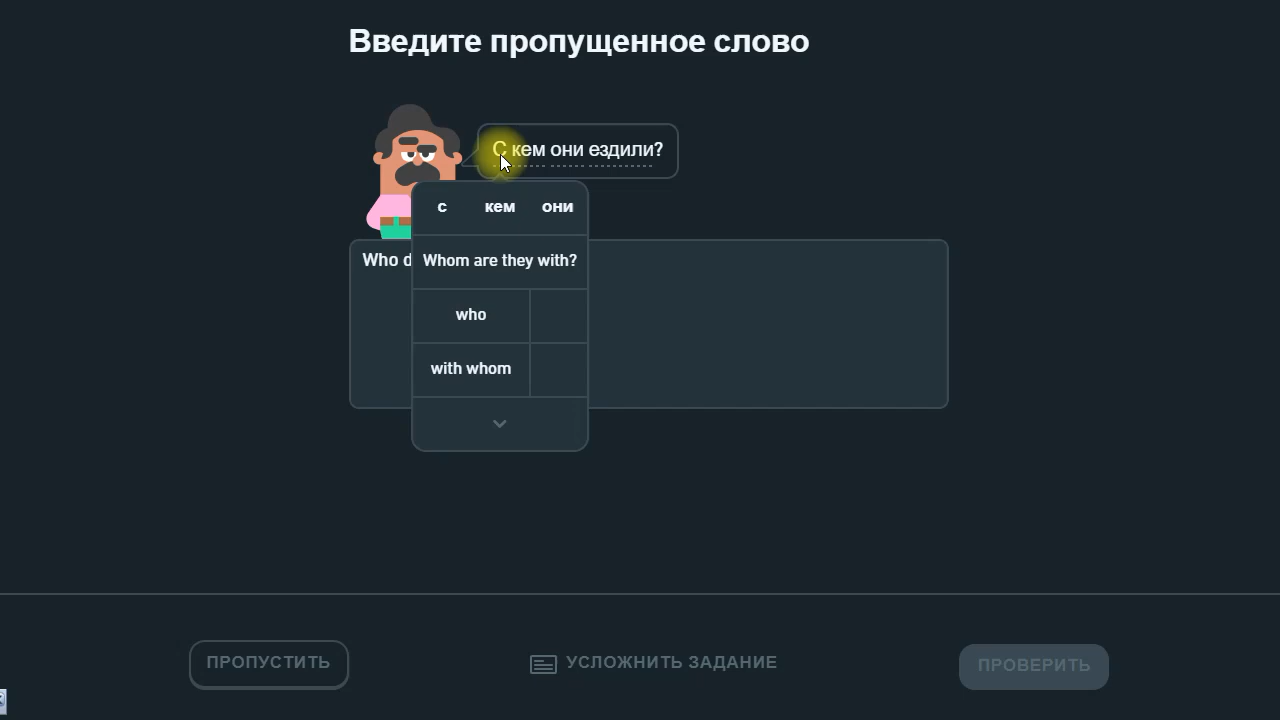 Введите пропущенное слово
С кем они ездили?
с кем они
Who d
Whom are they with?
who
with whom
ПРОПУСТИТЬ
УСЛОЖНИТЬ ЗАДАНИЕ
ПРОВЕРИТЬ